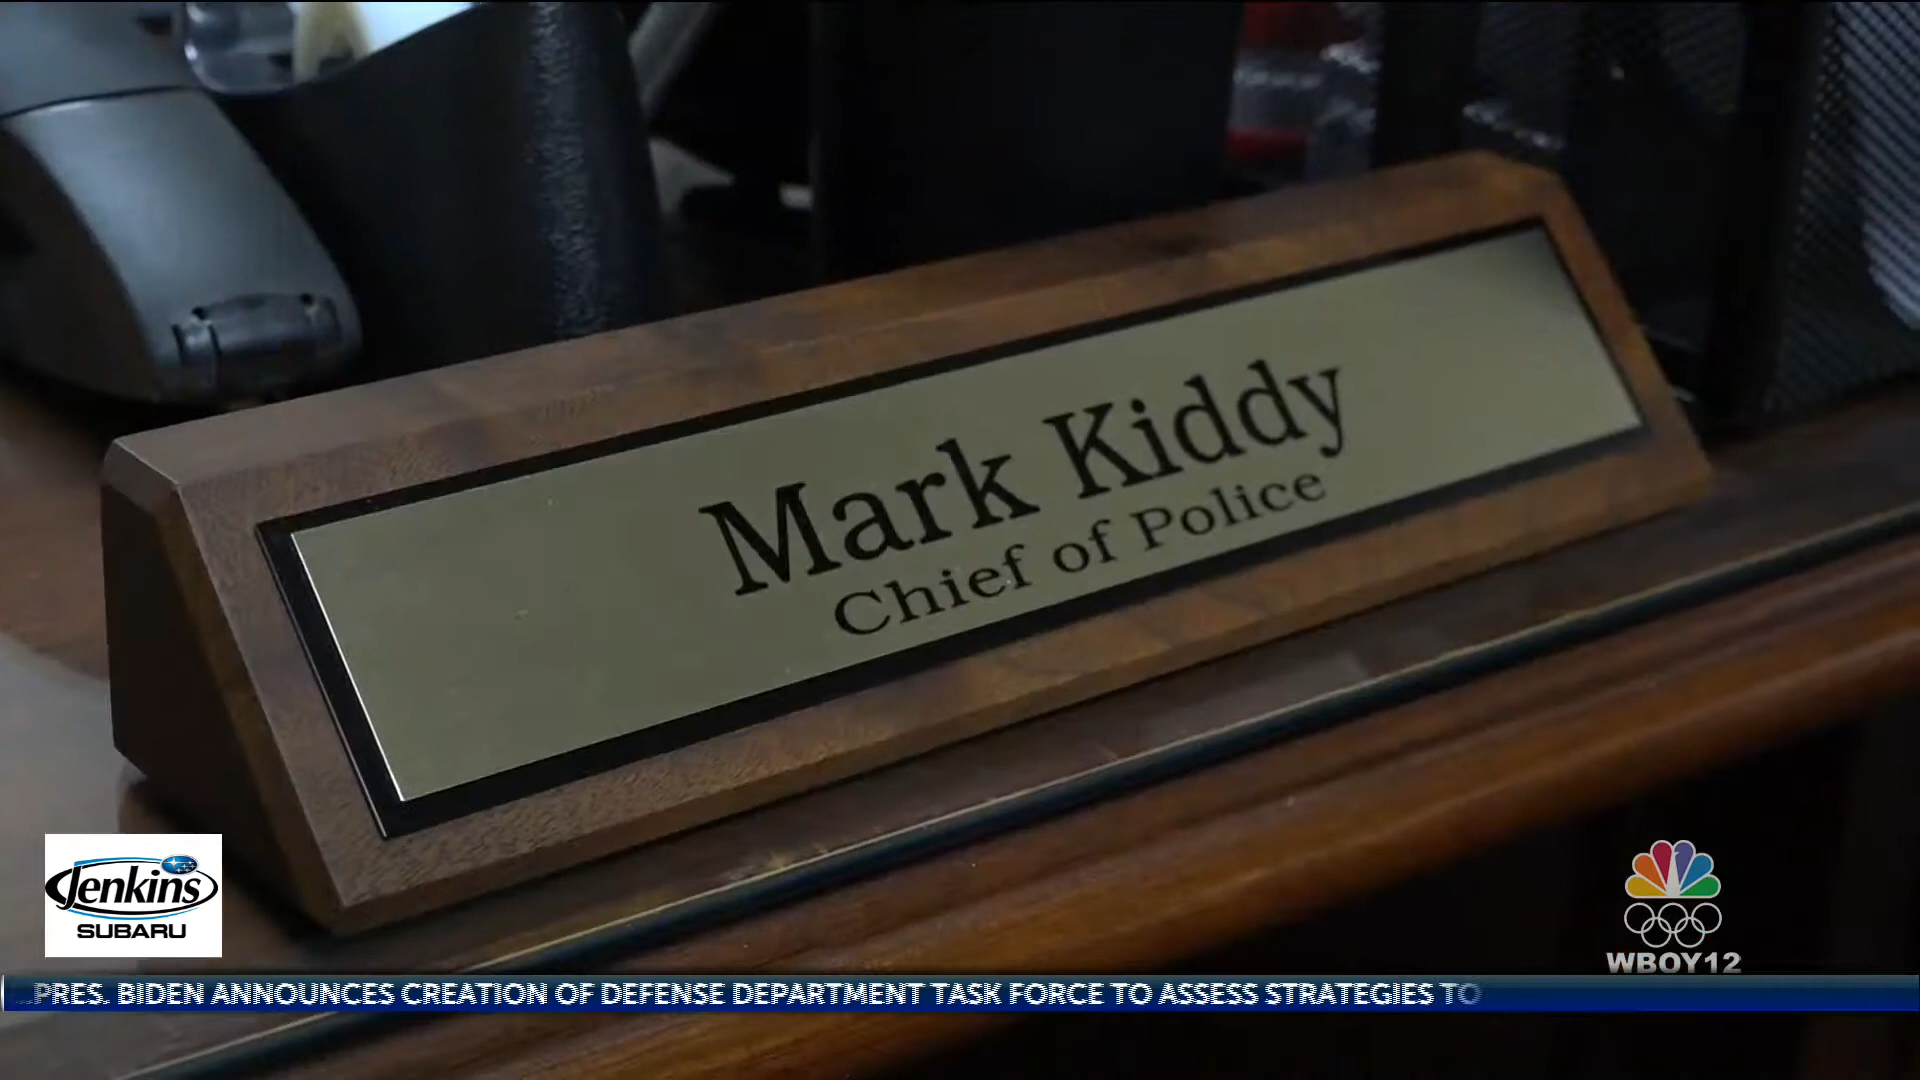 Mark Kiddy
Chief of Police
Jenkins
SUBARU
WBOY12
...PRES. BIDEN ANNOUNCES CREATION OF DEFENSE DEPARTMENT TASK FORCE TO ASSESS STRATEGIES TO